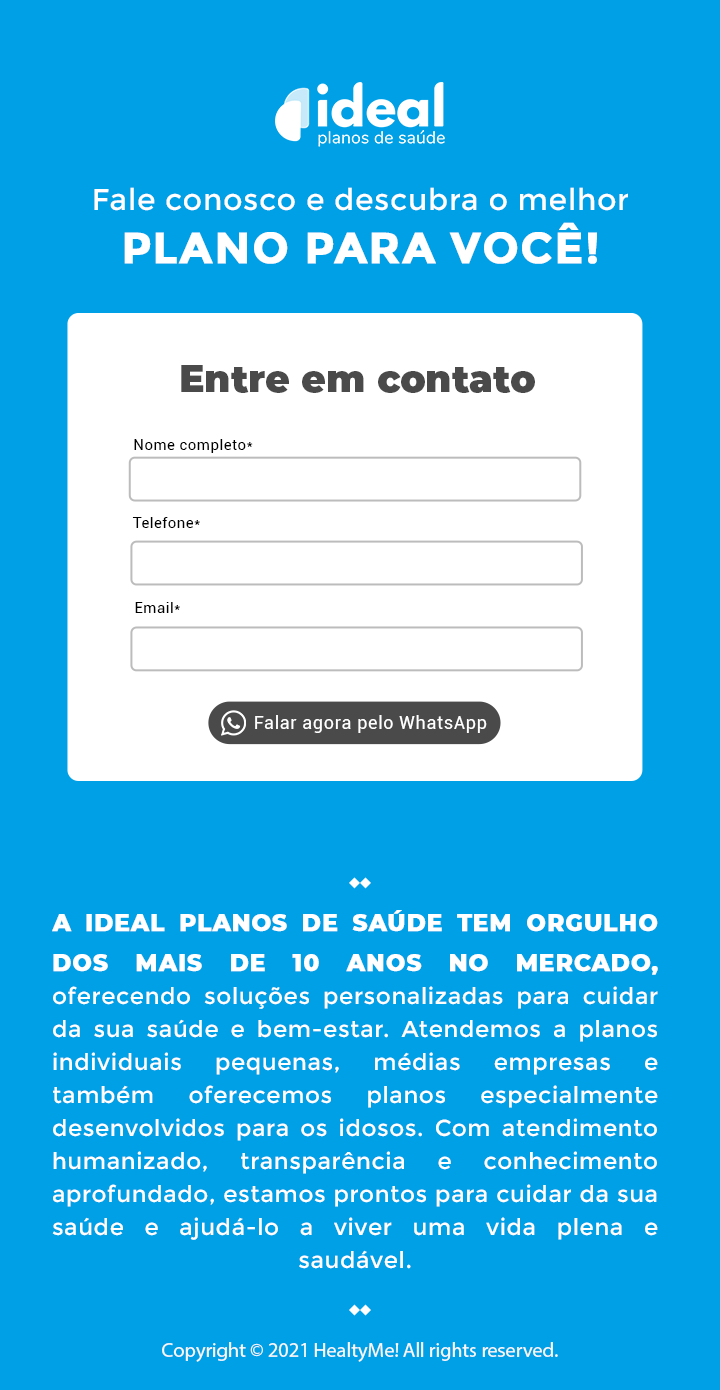 ideal
planos de saúde
Fale conosco e descubra o melhor
PLANO PARA VOCÊ!
Entre em contato
Nome completo*
Telefone*
Email*
Falar agora pelo WhatsApp
A IDEAL PLANOS DE SAÚDE TEM ORGULHO
DOS MAIS DE 10 ANOS NO MERCADO,
oferecendo soluções personalizadas para cuidar
da sua saúde e bem-estar. Atendemos a planos
individuais pequenas, médias empresas e
também oferecemos planos especialmente
desenvolvidos para os idosos. Com atendimento
humanizado, transparência e conhecimento
aprofundado, estamos prontos para cuidar da sua
saúde e ajudá-lo a viver uma vida plena e
saudável.
Copyright © 2021 HealtyMe! All rights reserved.